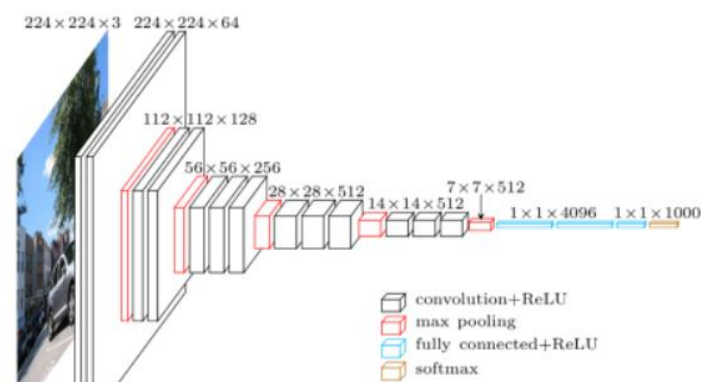 224×224×3
224×224×64
112×112×128
56×56×256
28×28×512
14×14×512
7×7×512
1×1×4096
1×1×1000
convolution+ReLU
max pooling
fully connected+ReLU
softmax